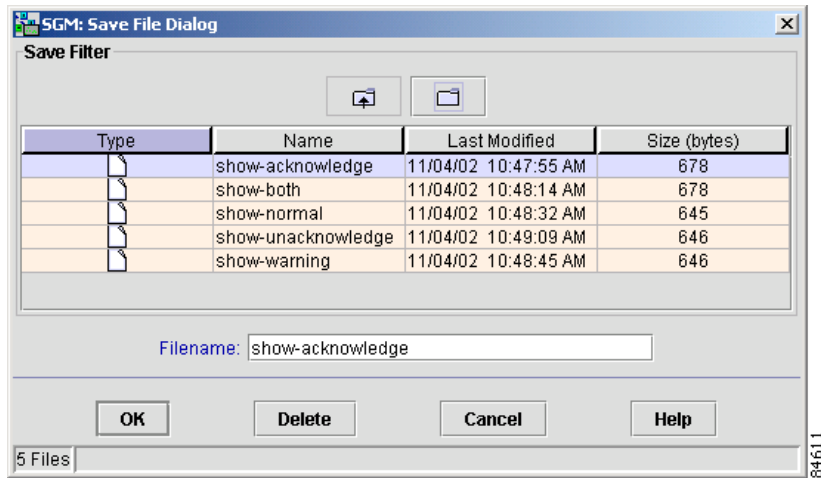 SGM: Save File Dialog
Save Filter
Type Name Last Modified Size (bytes)
show-acknowledge 11/04/02 10:47:55 AM 678
show-both 11/04/02 10:48:14 AM 678
show-normal 11/04/02 10:48:32 AM 645
show-unacknowledge 11/04/02 10:49:09 AM 646
show-warning 11/04/02 10:48:45 AM 646
Filename: show-acknowledge
OK Delete Cancel Help
5 Files
84611